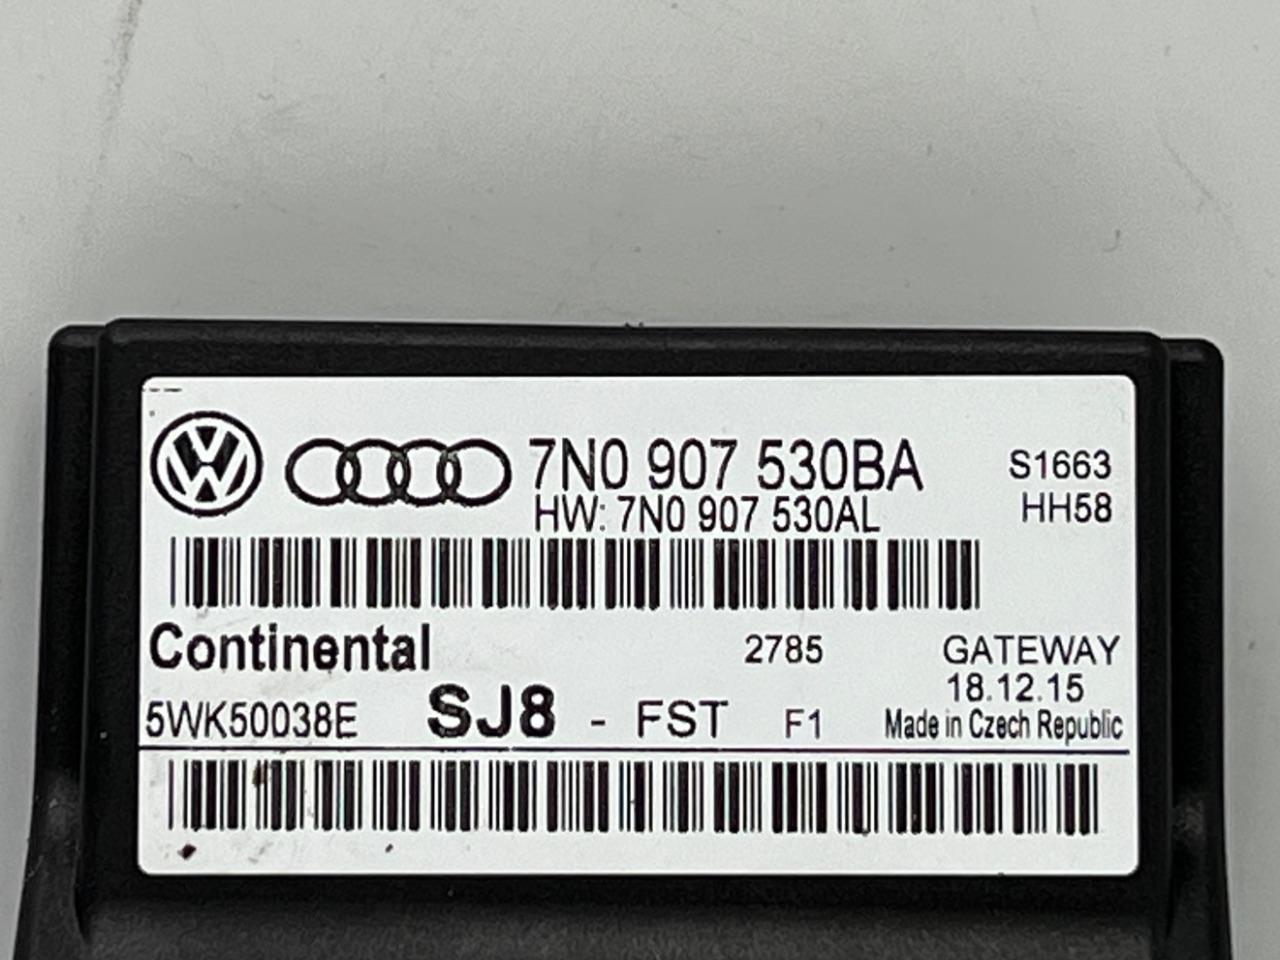 7N0 907 530BA S1663
HW: 7N0 907 530AL HH58
Continental 2785 GATEWAY
18.12.15
5WK50038E SJ8 - FST F1 Made in Czech Republic